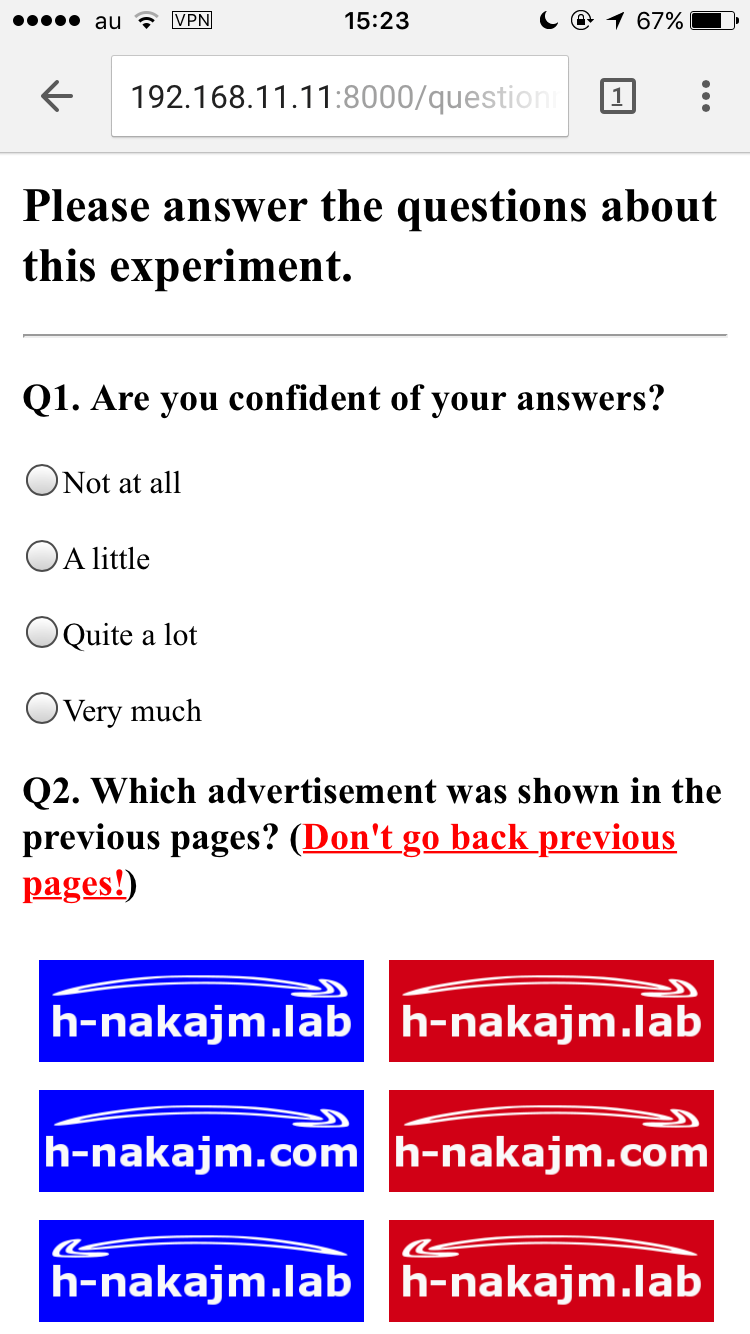 au VPN 15:23 67%
192.168.11.11:8000/question
1
Please answer the questions about
this experiment.
Q1. Are you confident of your answers?
Not at all
A little
Quite a lot
Very much
Q2. Which advertisement was shown in the
previous pages? (Don't go back previous
pages!)
h-nakajm.lab h-nakajm.lab
h-nakajm.com h-nakajm.com
h-nakajm.lab h-nakajm.lab